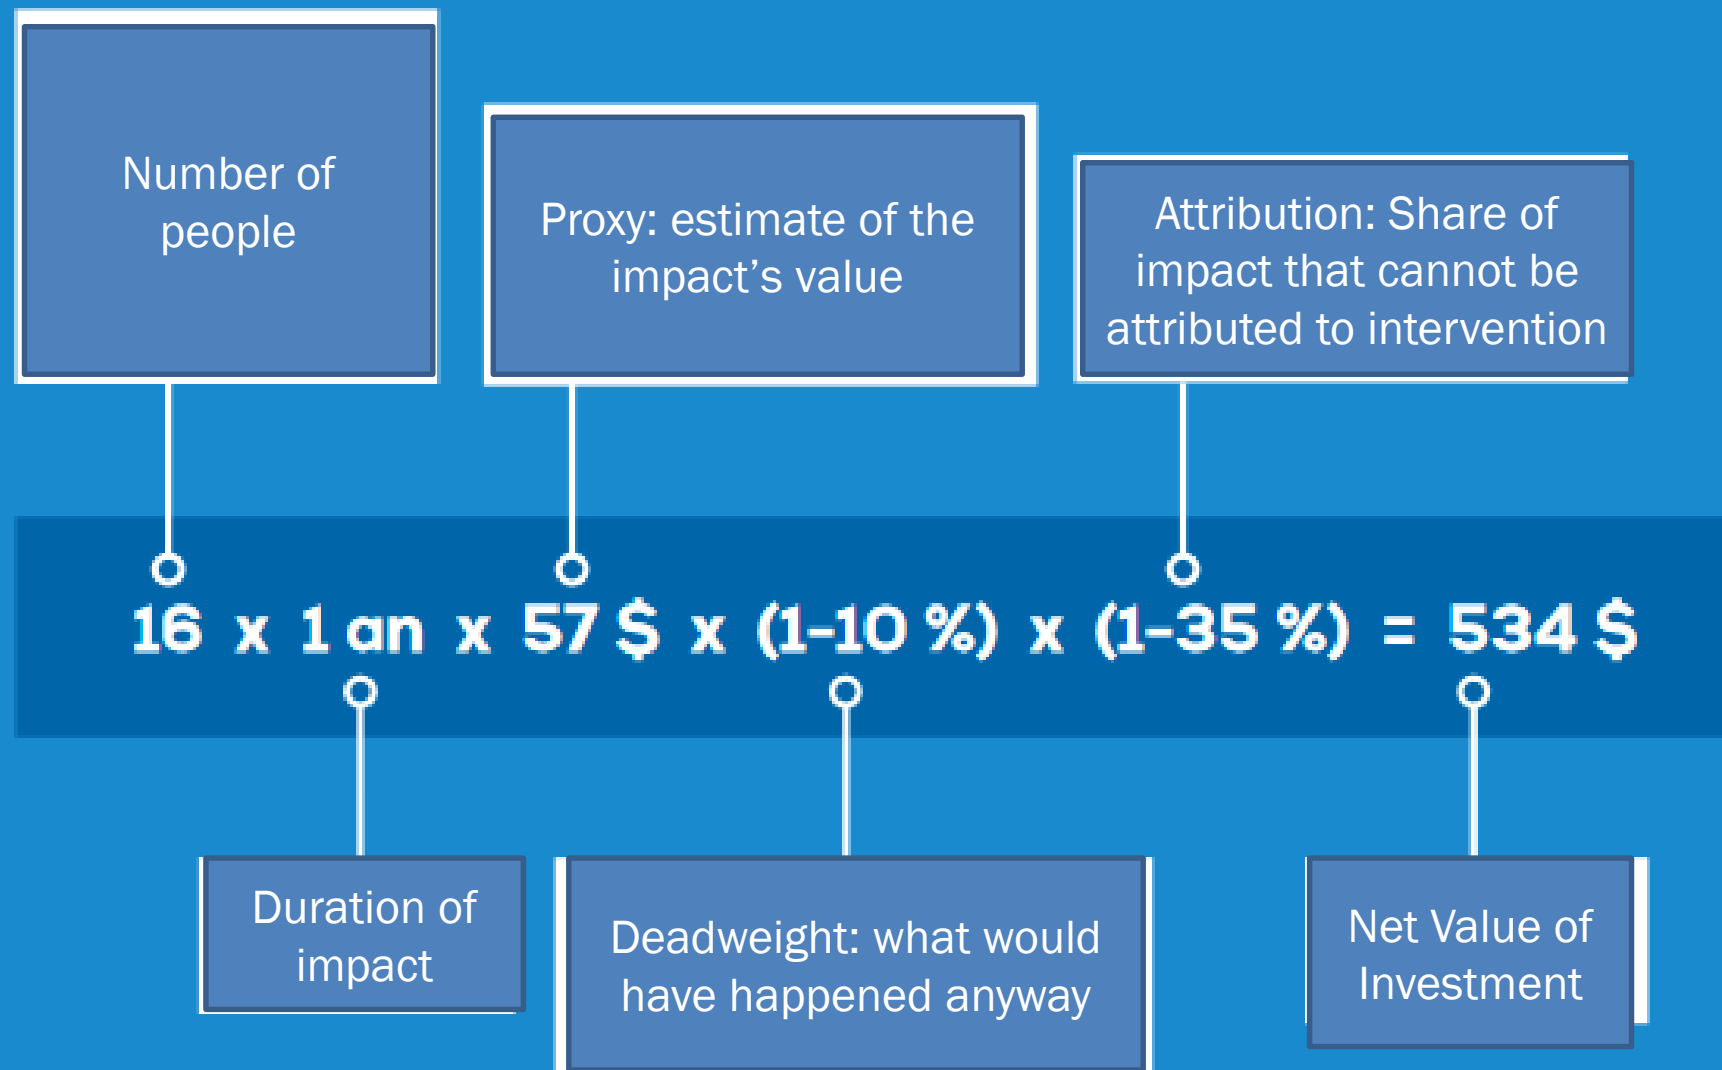 Number of
people
Proxy: estimate of the
impact’s value
Attribution: Share of
impact that cannot be
attributed to intervention
16 x 1 an x 57 $ x (1-10 %) x (1-35 %) = 534 $
Duration of
impact
Deadweight: what would
have happened anyway
Net Value of
Investment